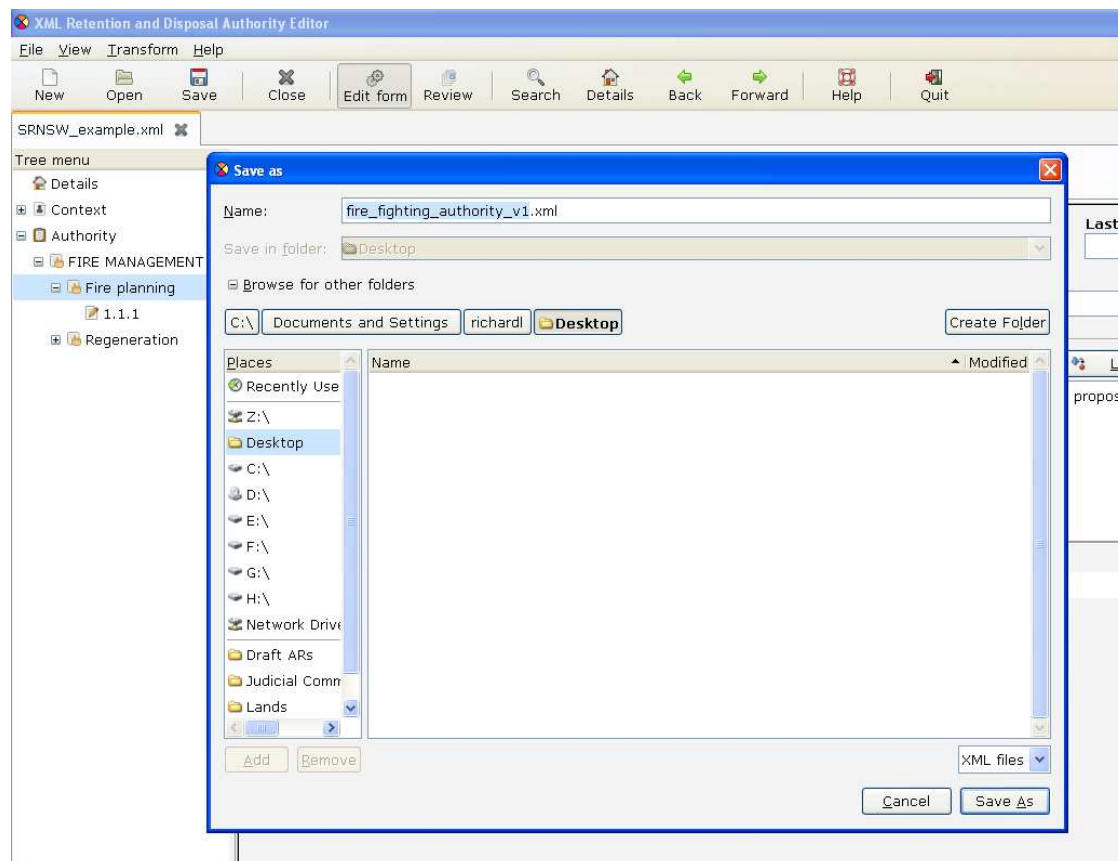 XML Retention and Disposal Authority Editor
File View Transform Help
New Open Save Close Edit form Review Search Details Back Forward Help Quit
SRNSW_example.xml
Tree menu
Details
Context
Authority
FIRE MANAGEMENT
Fire planning
1.1.1
Regeneration
Save as
Name: fire_fighting_authority_v1.xml
Save in folder: Desktop
Browse for other folders
C:\ Documents and Settings richardl Desktop Create Folder
Places Name Modified
Recently Use
Z:\
Desktop
C:\
D:\
E:\
F:\
G:\
H:\
Network Drive
Draft ARs
Judicial Comm
Lands
Add Remove XML files
Cancel Save As
Last
L
propos